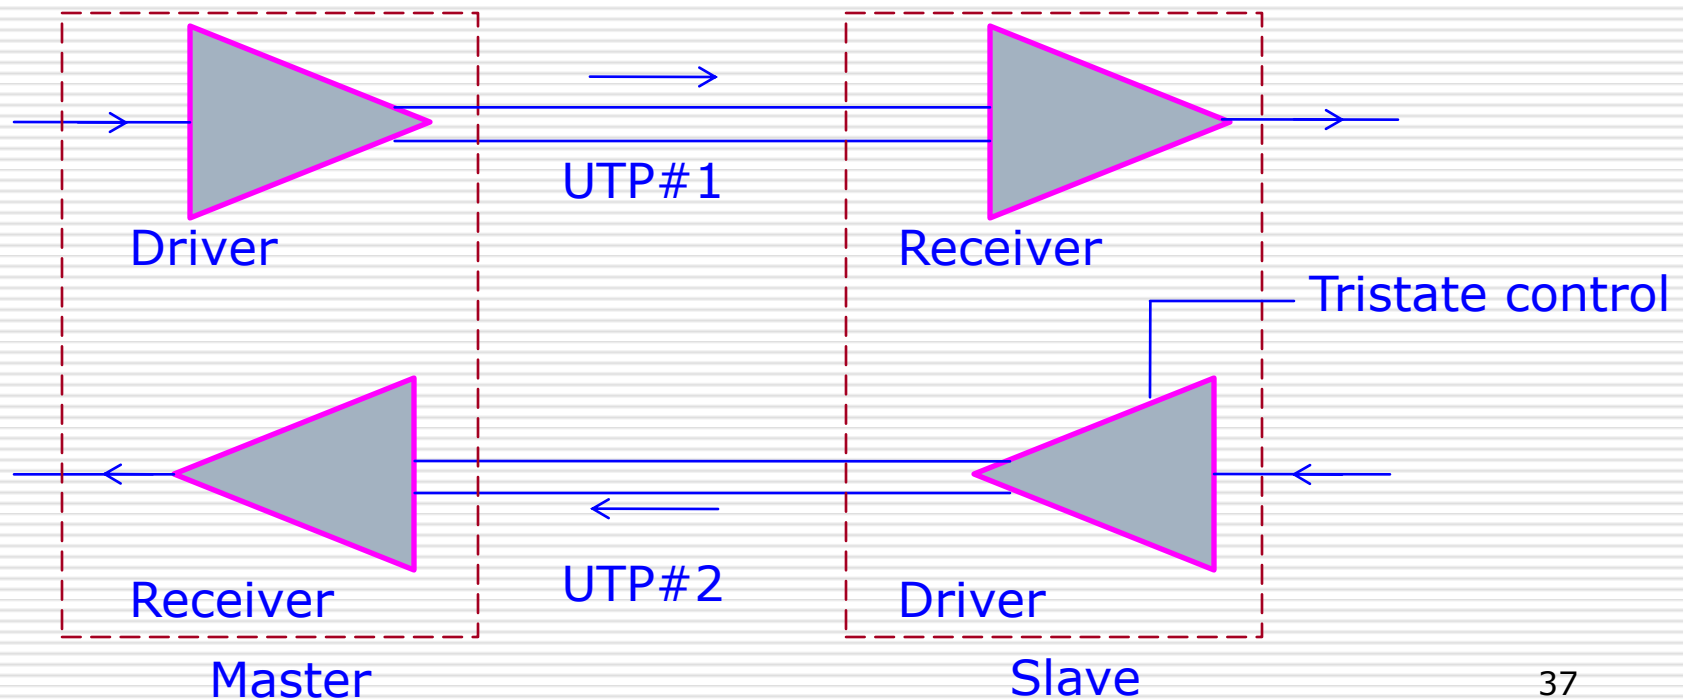 UTP#1
Driver
Receiver
Tristate control
UTP#2
Receiver
Driver
Master
Slave
37